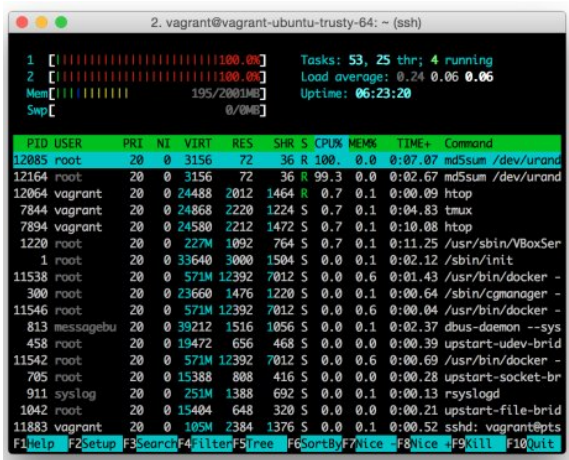 2. vagrant@vagrant-ubuntu-trusty-64: ~ (ssh)
1 [||||||||||||||||||||||||100.0%] Tasks: 53, 25 thr; 4 running
2 [||||||||||||||||||||||||100.0%] Load average: 0.24 0.06 0.06
Mem[||||||||||| 195/2001MB] Uptime: 06:23:20
Swp[ 0/0MB]
PID USER PRI NI VIRT RES SHR S CPU% MEM% TIME+ Command
12085 root 20 0 3156 72 36 R 100. 0.0 0:07.07 md5sum /dev/urand
12164 root 20 0 3156 72 36 R 99.3 0.0 0:02.67 md5sum /dev/urand
12064 vagrant 20 0 24488 2012 1464 R 0.7 0.1 0:00.09 htop
7844 vagrant 20 0 24868 2220 1224 S 0.7 0.1 0:04.83 tmux
7894 vagrant 20 0 24580 2212 1472 S 0.7 0.1 0:10.08 htop
1220 root 20 0 227M 1092 764 S 0.7 0.1 0:11.25 /usr/sbin/VBoxSer
1 root 20 0 33640 3000 1504 S 0.0 0.1 0:02.12 /sbin/init
11538 root 20 0 571M 12392 7012 S 0.0 0.6 0:01.43 /usr/bin/docker -
300 root 20 0 23660 1476 1220 S 0.0 0.1 0:00.64 /sbin/cgmanager -
11546 root 20 0 571M 12392 7012 S 0.0 0.6 0:00.04 /usr/bin/docker -
813 messagebu 20 0 39212 1516 1056 S 0.0 0.1 0:02.37 dbus-daemon --sys
458 root 20 0 19472 656 468 S 0.0 0.0 0:00.39 upstart-udev-brid
11542 root 20 0 571M 12392 7012 S 0.0 0.6 0:00.69 /usr/bin/docker -
705 root 20 0 15388 808 416 S 0.0 0.0 0:00.28 upstart-socket-br
911 syslog 20 0 251M 1388 692 S 0.0 0.1 0:00.13 rsyslogd
1042 root 20 0 15404 648 320 S 0.0 0.0 0:00.21 upstart-file-brid
11883 vagrant 20 0 105M 2384 1376 S 0.0 0.1 0:00.52 sshd: vagrant@pts
F1Help F2Setup F3SearchF4FilterF5Tree F6SortByF7Nice -F8Nice +F9Kill F10Quit